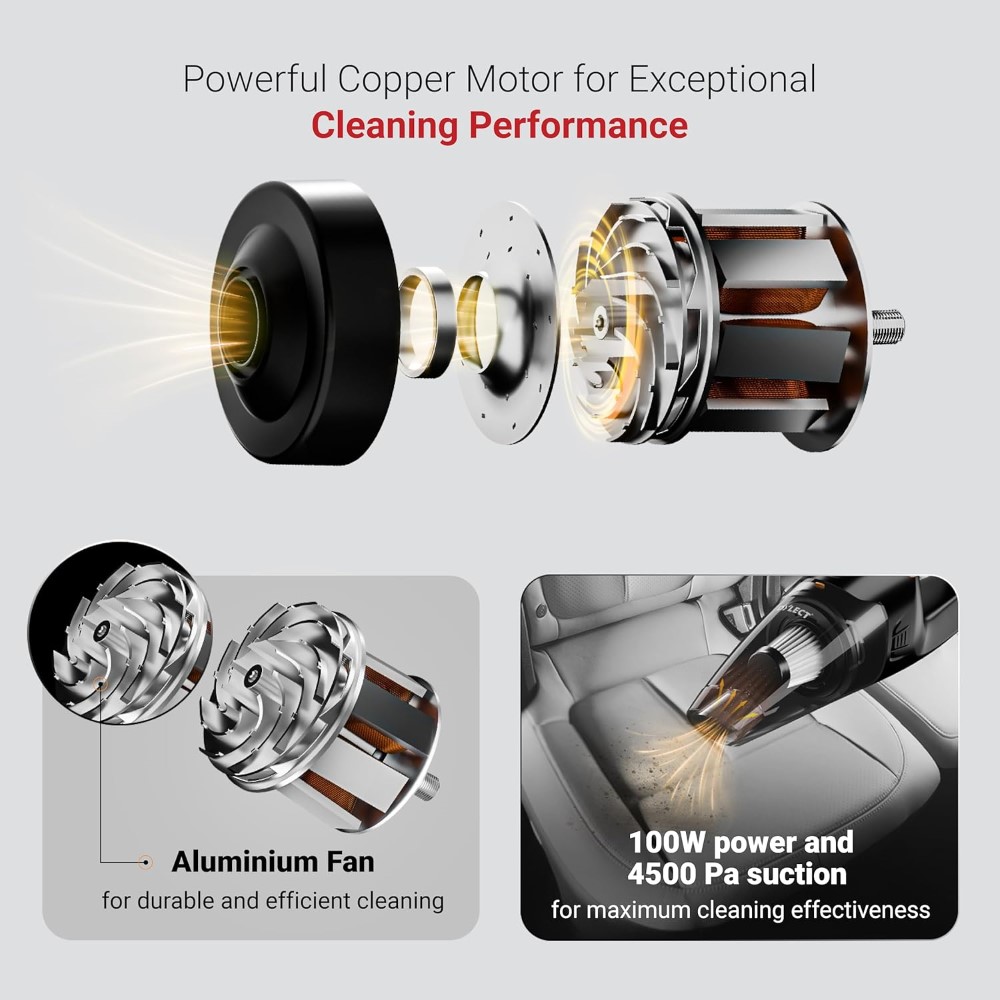 Powerful Copper Motor for Exceptional
Cleaning Performance
Aluminium Fan
for durable and efficient cleaning
100W power and
4500 Pa suction
for maximum cleaning effectiveness